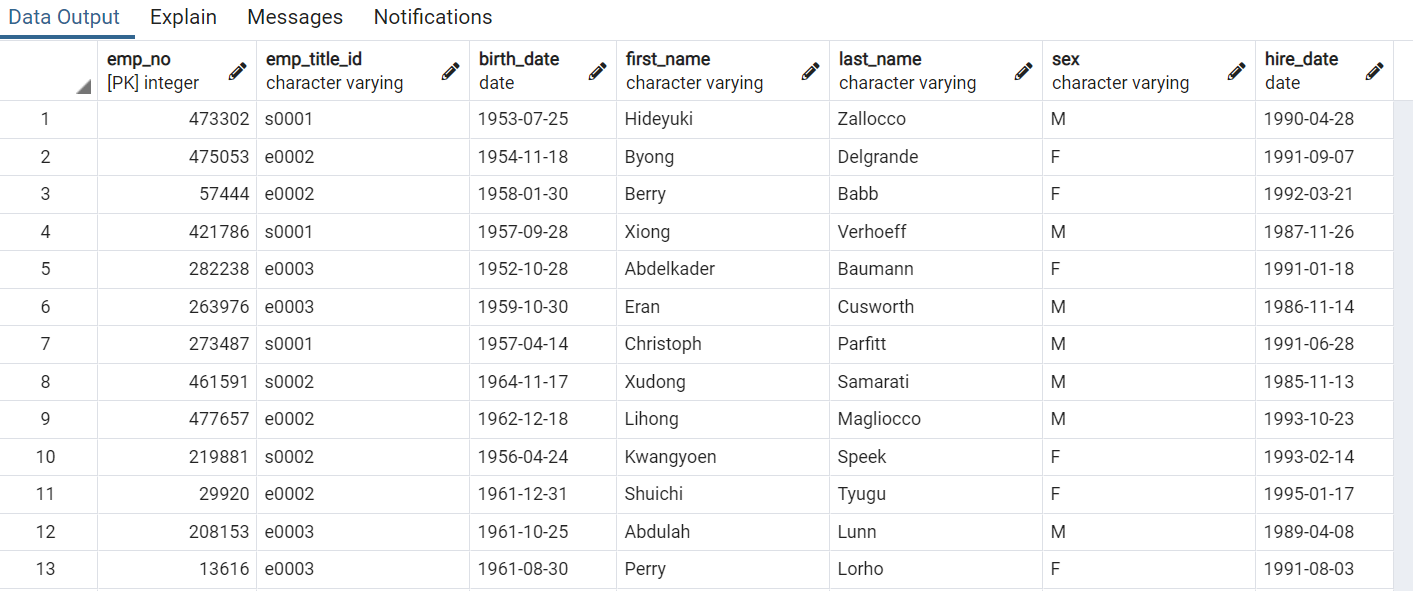 Data Output Explain Messages Notifications
emp_no emp_title_id birth_date first_name last_name sex hire_date
[PK] integer character varying date character varying character varying character varying date
1 473302 s0001 1953-07-25 Hideyuki Zallocco M 1990-04-28
2 475053 e0002 1954-11-18 Byong Delgrande F 1991-09-07
3 57444 e0002 1958-01-30 Berry Babb F 1992-03-21
4 421786 s0001 1957-09-28 Xiong Verhoeff M 1987-11-26
5 282238 e0003 1952-10-28 Abdelkader Baumann F 1991-01-18
6 263976 e0003 1959-10-30 Eran Cusworth M 1986-11-14
7 273487 s0001 1957-04-14 Christoph Parfitt M 1991-06-28
8 461591 s0002 1964-11-17 Xudong Samarati M 1985-11-13
9 477657 e0002 1962-12-18 Lihong Magliocco M 1993-10-23
10 219881 s0002 1956-04-24 Kwangyoen Speek F 1993-02-14
11 29920 e0002 1961-12-31 Shuichi Tyugu F 1995-01-17
12 208153 e0003 1961-10-25 Abdulah Lunn M 1989-04-08
13 13616 e0003 1961-08-30 Perry Lorho F 1991-08-03